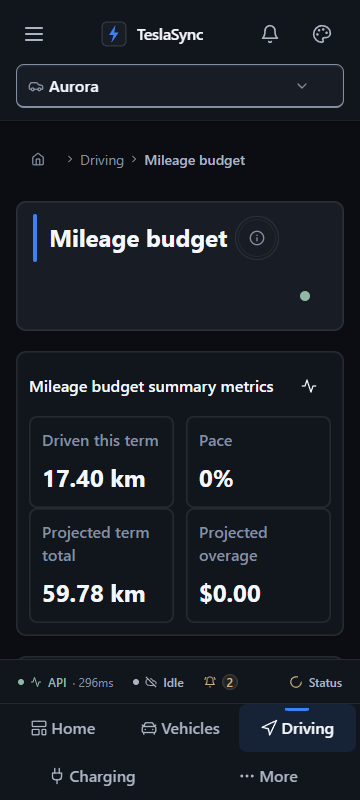 TeslaSync
Aurora
Driving
Mileage budget
Mileage budget
Mileage budget summary metrics
Driven this term
17.40 km
Pace
0%
Projected term
total
59.78 km
Projected
overage
$0.00
API · 296ms
Idle
2
Status
Home
Vehicles
Driving
Charging
More